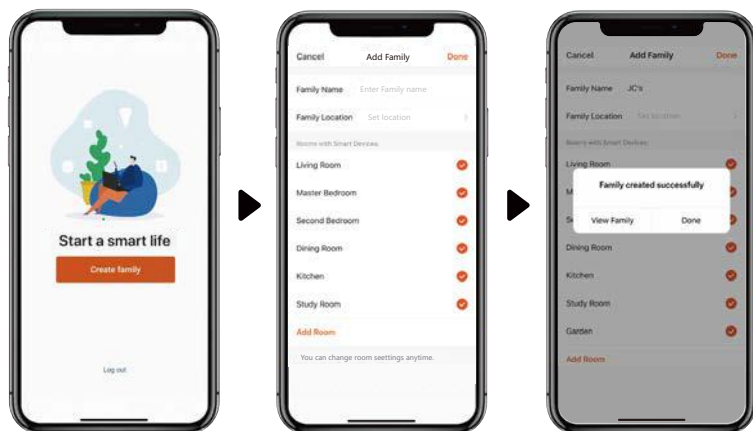 Start a smart life
Create family
Log out
Cancel Add Family Done
Family Name Enter Family name
Family Location Set location
Rooms with Smart Devices:
Living Room
Master Bedroom
Second Bedroom
Dining Room
Kitchen
Study Room
Add Room
You can change room seettings anytime.
Cancel Add Family Done
Family Name JC's
Family Location Set location
Rooms with Smart Devices:
Living Room
Family created successfully
M
View Family Done
Se
Dining Room
Kitchen
Study Room
Garden
Add Room